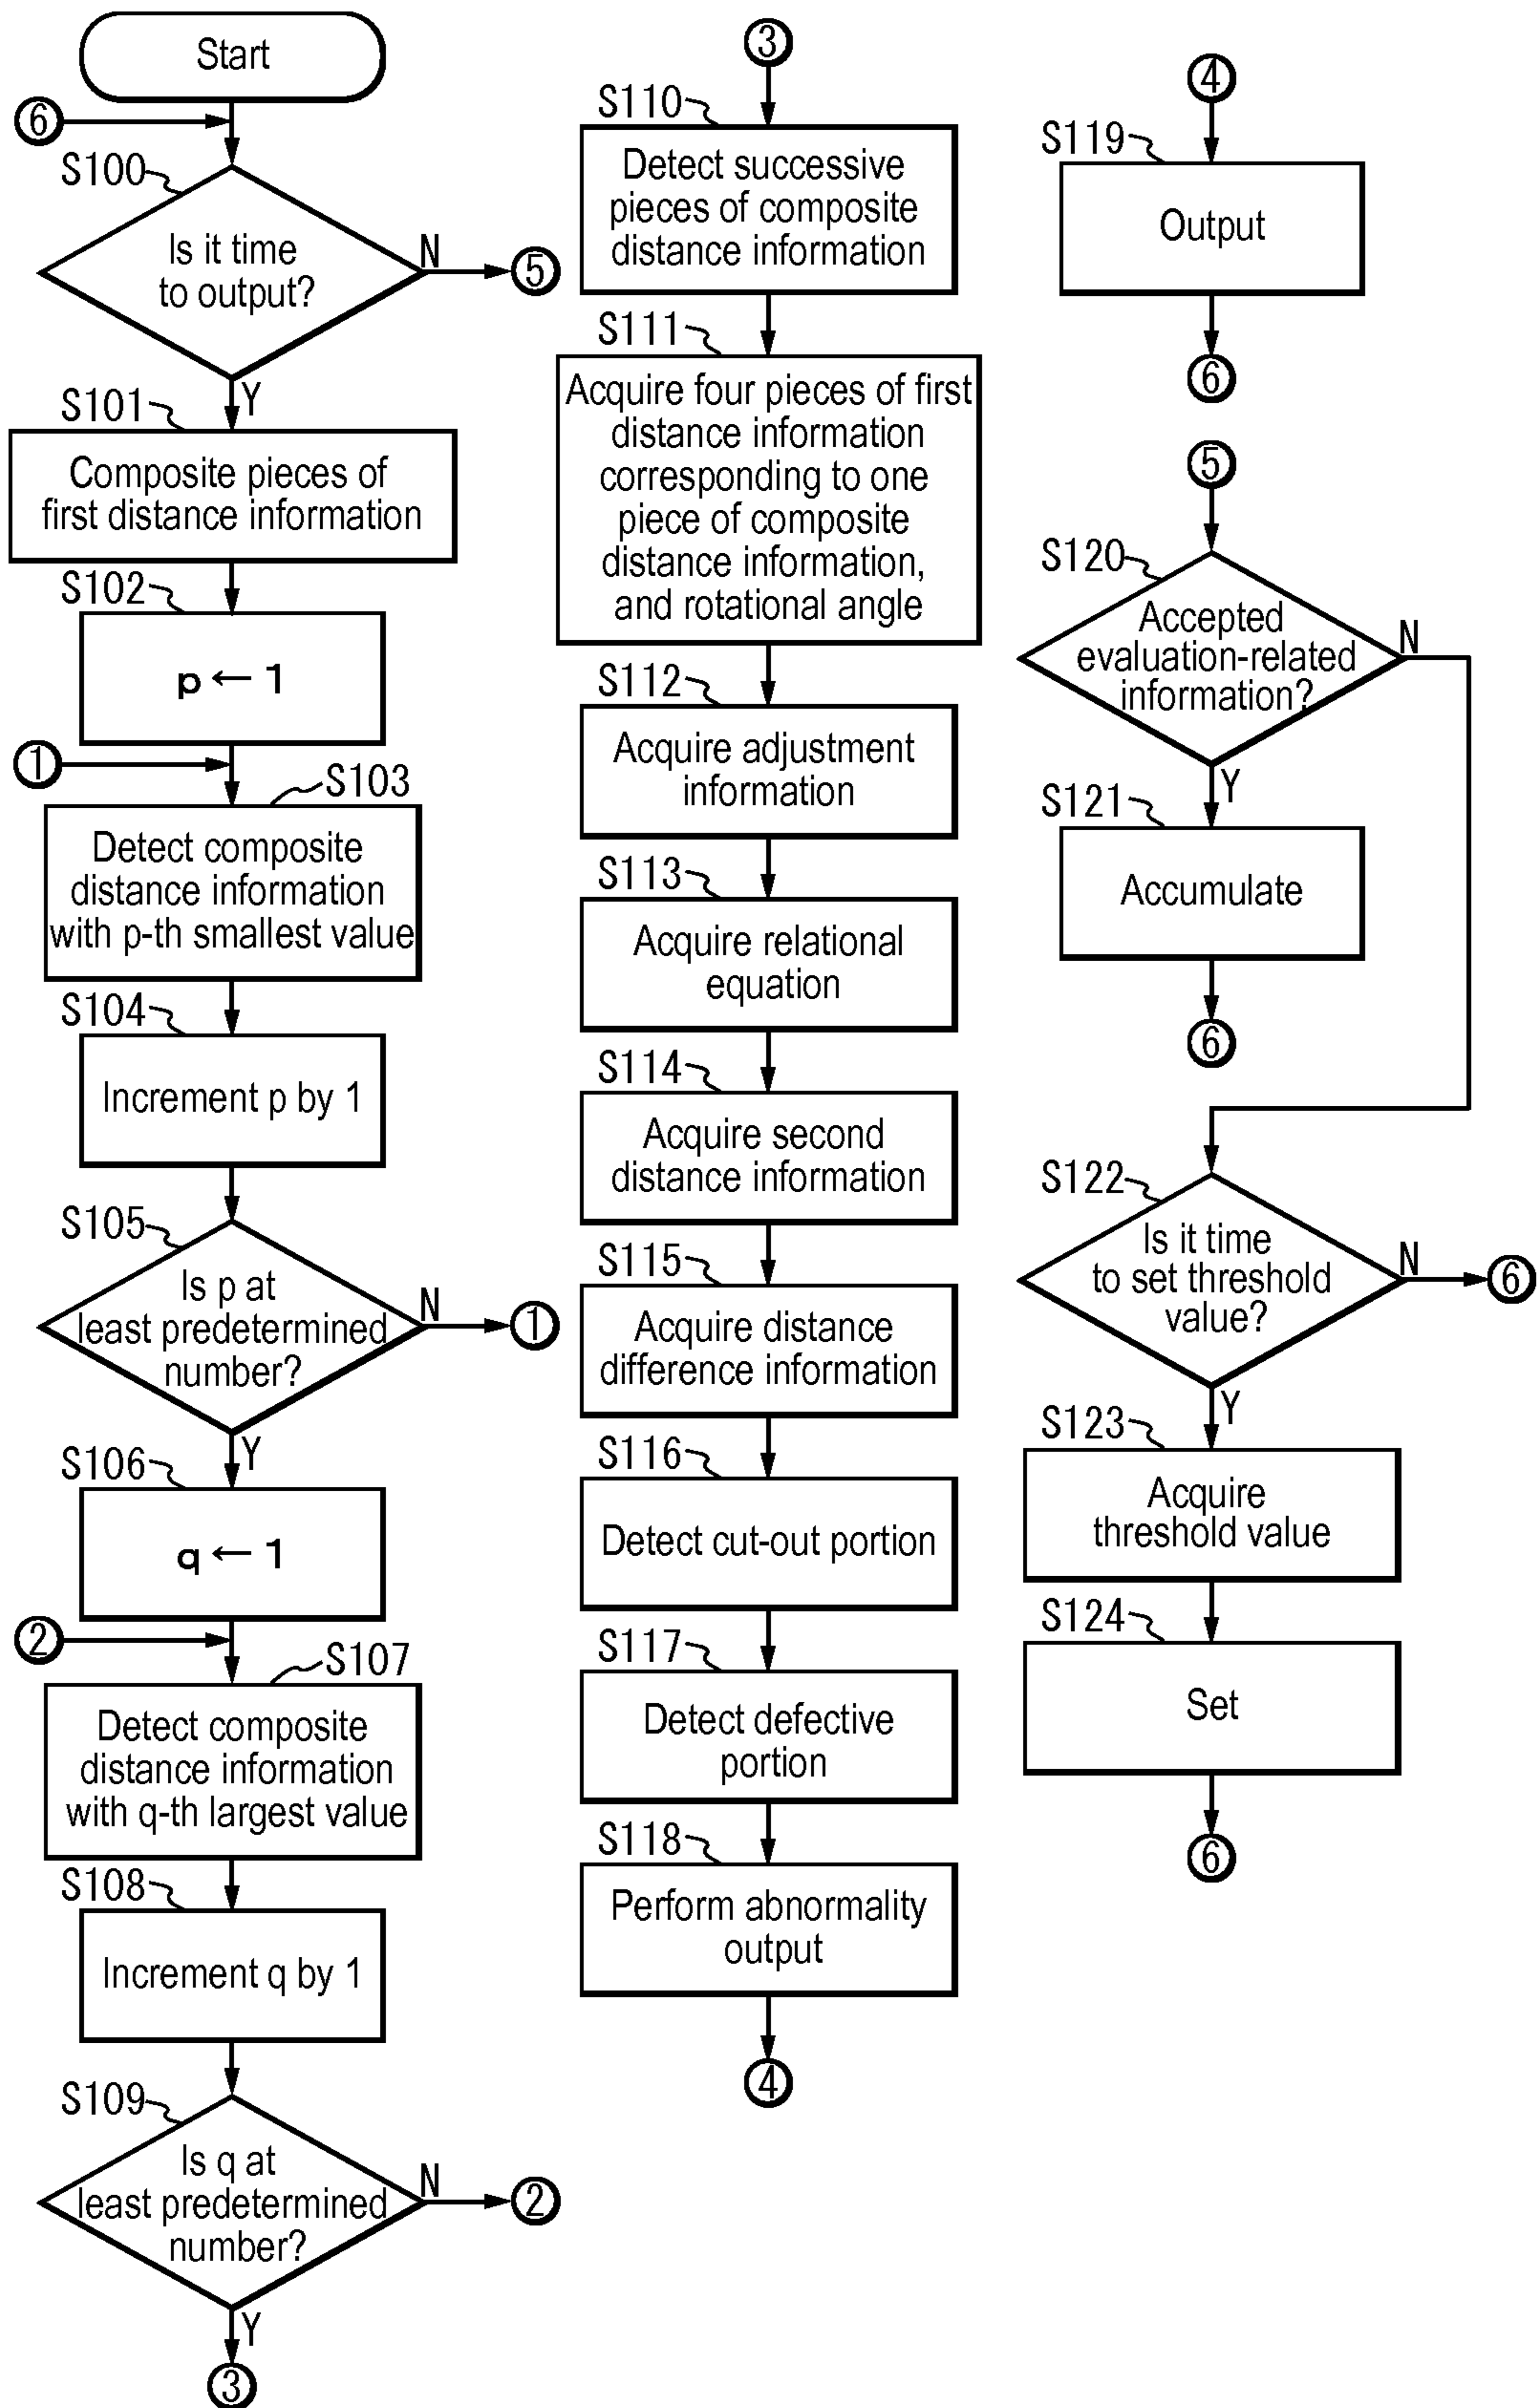 Start
⑥
S100
Is it time
to output?
N
⑤
Y
S101
Composite pieces of
first distance information
S102
p ← 1
①
S103
Detect composite
distance information
with p-th smallest value
S104
Increment p by 1
S105
Is p at
least predetermined
number?
N
①
Y
S106
q ← 1
②
S107
Detect composite
distance information
with q-th largest value
S108
Increment q by 1
S109
Is q at
least predetermined
number?
N
②
Y
③
③
S110
Detect successive
pieces of composite
distance information
S111
Acquire four pieces of first
distance information
corresponding to one
piece of composite
distance information,
and rotational angle
S112
Acquire adjustment
information
S113
Acquire relational
equation
S114
Acquire second
distance information
S115
Acquire distance
difference information
S116
Detect cut-out portion
S117
Detect defective
portion
S118
Perform abnormality
output
④
④
S119
Output
⑥
⑤
S120
Accepted
evaluation-related
information?
N
Y
S121
Accumulate
⑥
S122
Is it time
to set threshold
value?
N
⑥
Y
S123
Acquire
threshold value
S124
Set
⑥